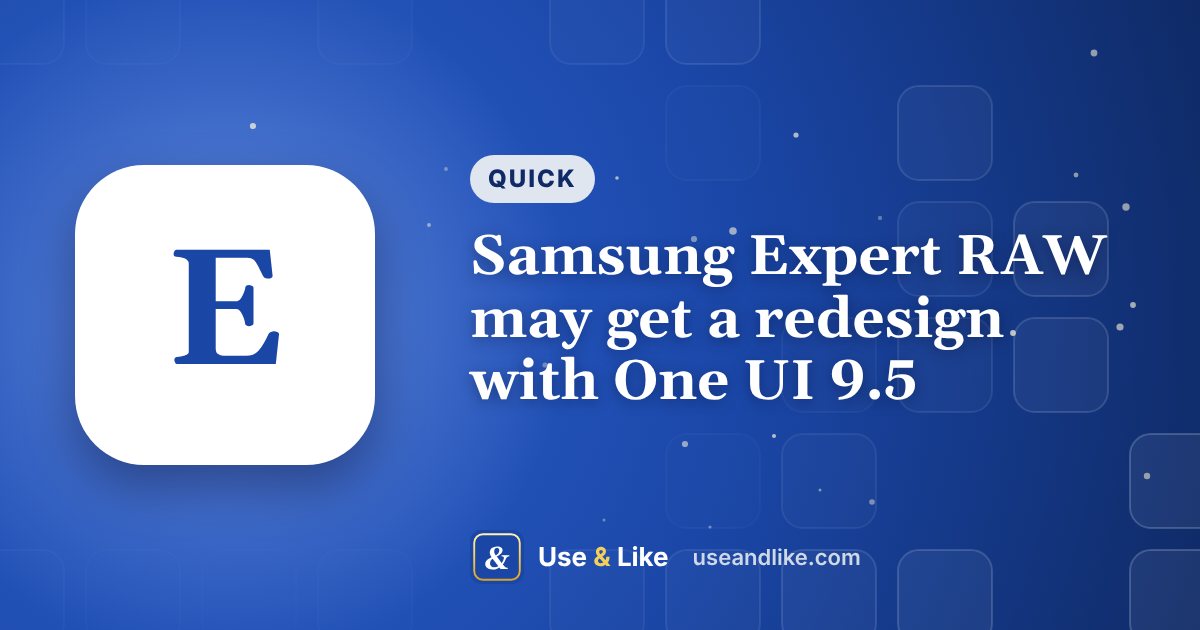 E
QUICK
Samsung Expert RAW
may get a redesign
with One UI 9.5
& Use & Like useandlike.com